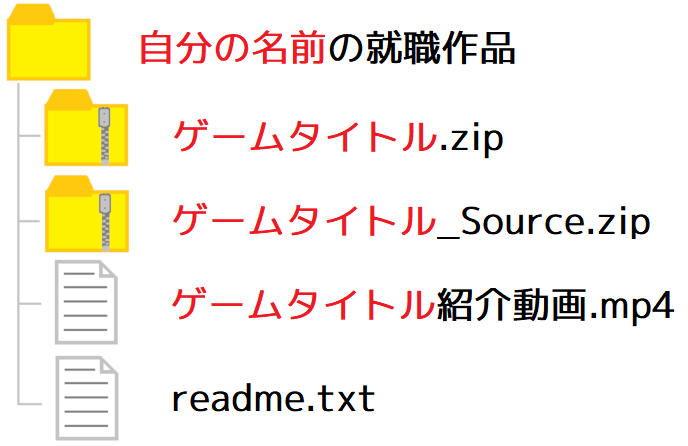 自分の名前の就職作品
ゲームタイトル.zip
ゲームタイトル_Source.zip
ゲームタイトル紹介動画.mp4
readme.txt